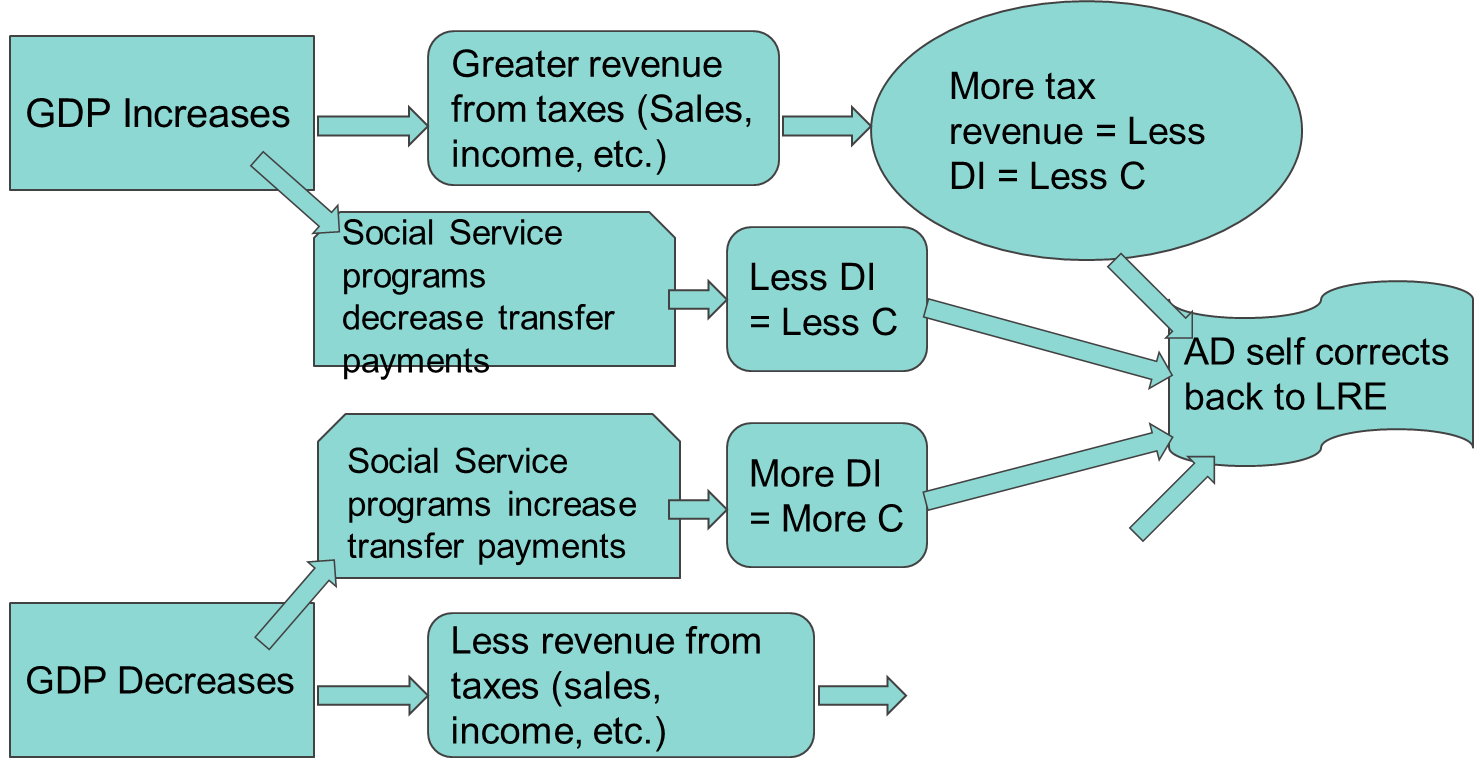 GDP Increases
Greater revenue
from taxes (Sales,
income, etc.)
More tax
revenue = Less
DI = Less C
Social Service
programs
decrease transfer
payments
Less DI
= Less C
AD self corrects
back to LRE
Social Service
programs increase
transfer payments
More DI
= More C
GDP Decreases
Less revenue from
taxes (sales,
income, etc.)